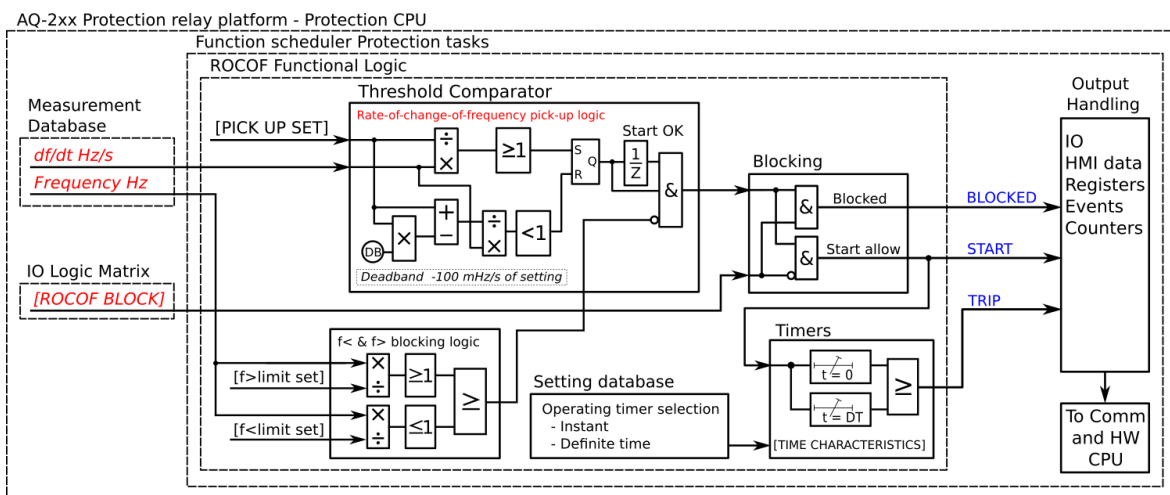 AQ-2xx Protection relay platform - Protection CPU
Function scheduler Protection tasks
ROCOF Functional Logic
Measurement
Database
df/dt Hz/s
Frequency Hz
IO Logic Matrix
[ROCOF BLOCK]
[PICK UP SET]
Threshold Comparator
Rate-of-change-of-frequency pick-up logic
÷
×
≥1
S
Q
R
Start OK
1
Z
&
+
−
÷
×
<1
×
DB
Deadband -100 mHz/s of setting
Blocking
&
Blocked
&
Start allow
BLOCKED
START
TRIP
Output
Handling
IO
HMI data
Registers
Events
Counters
To Comm
and HW
CPU
f< & f> blocking logic
×
÷
≥1
[f>limit set]
×
÷
≤1
[f<limit set]
≥
Setting database
Operating timer selection
- Instant
- Definite time
Timers
t = 0
t = DT
≥
[TIME CHARACTERISTICS]